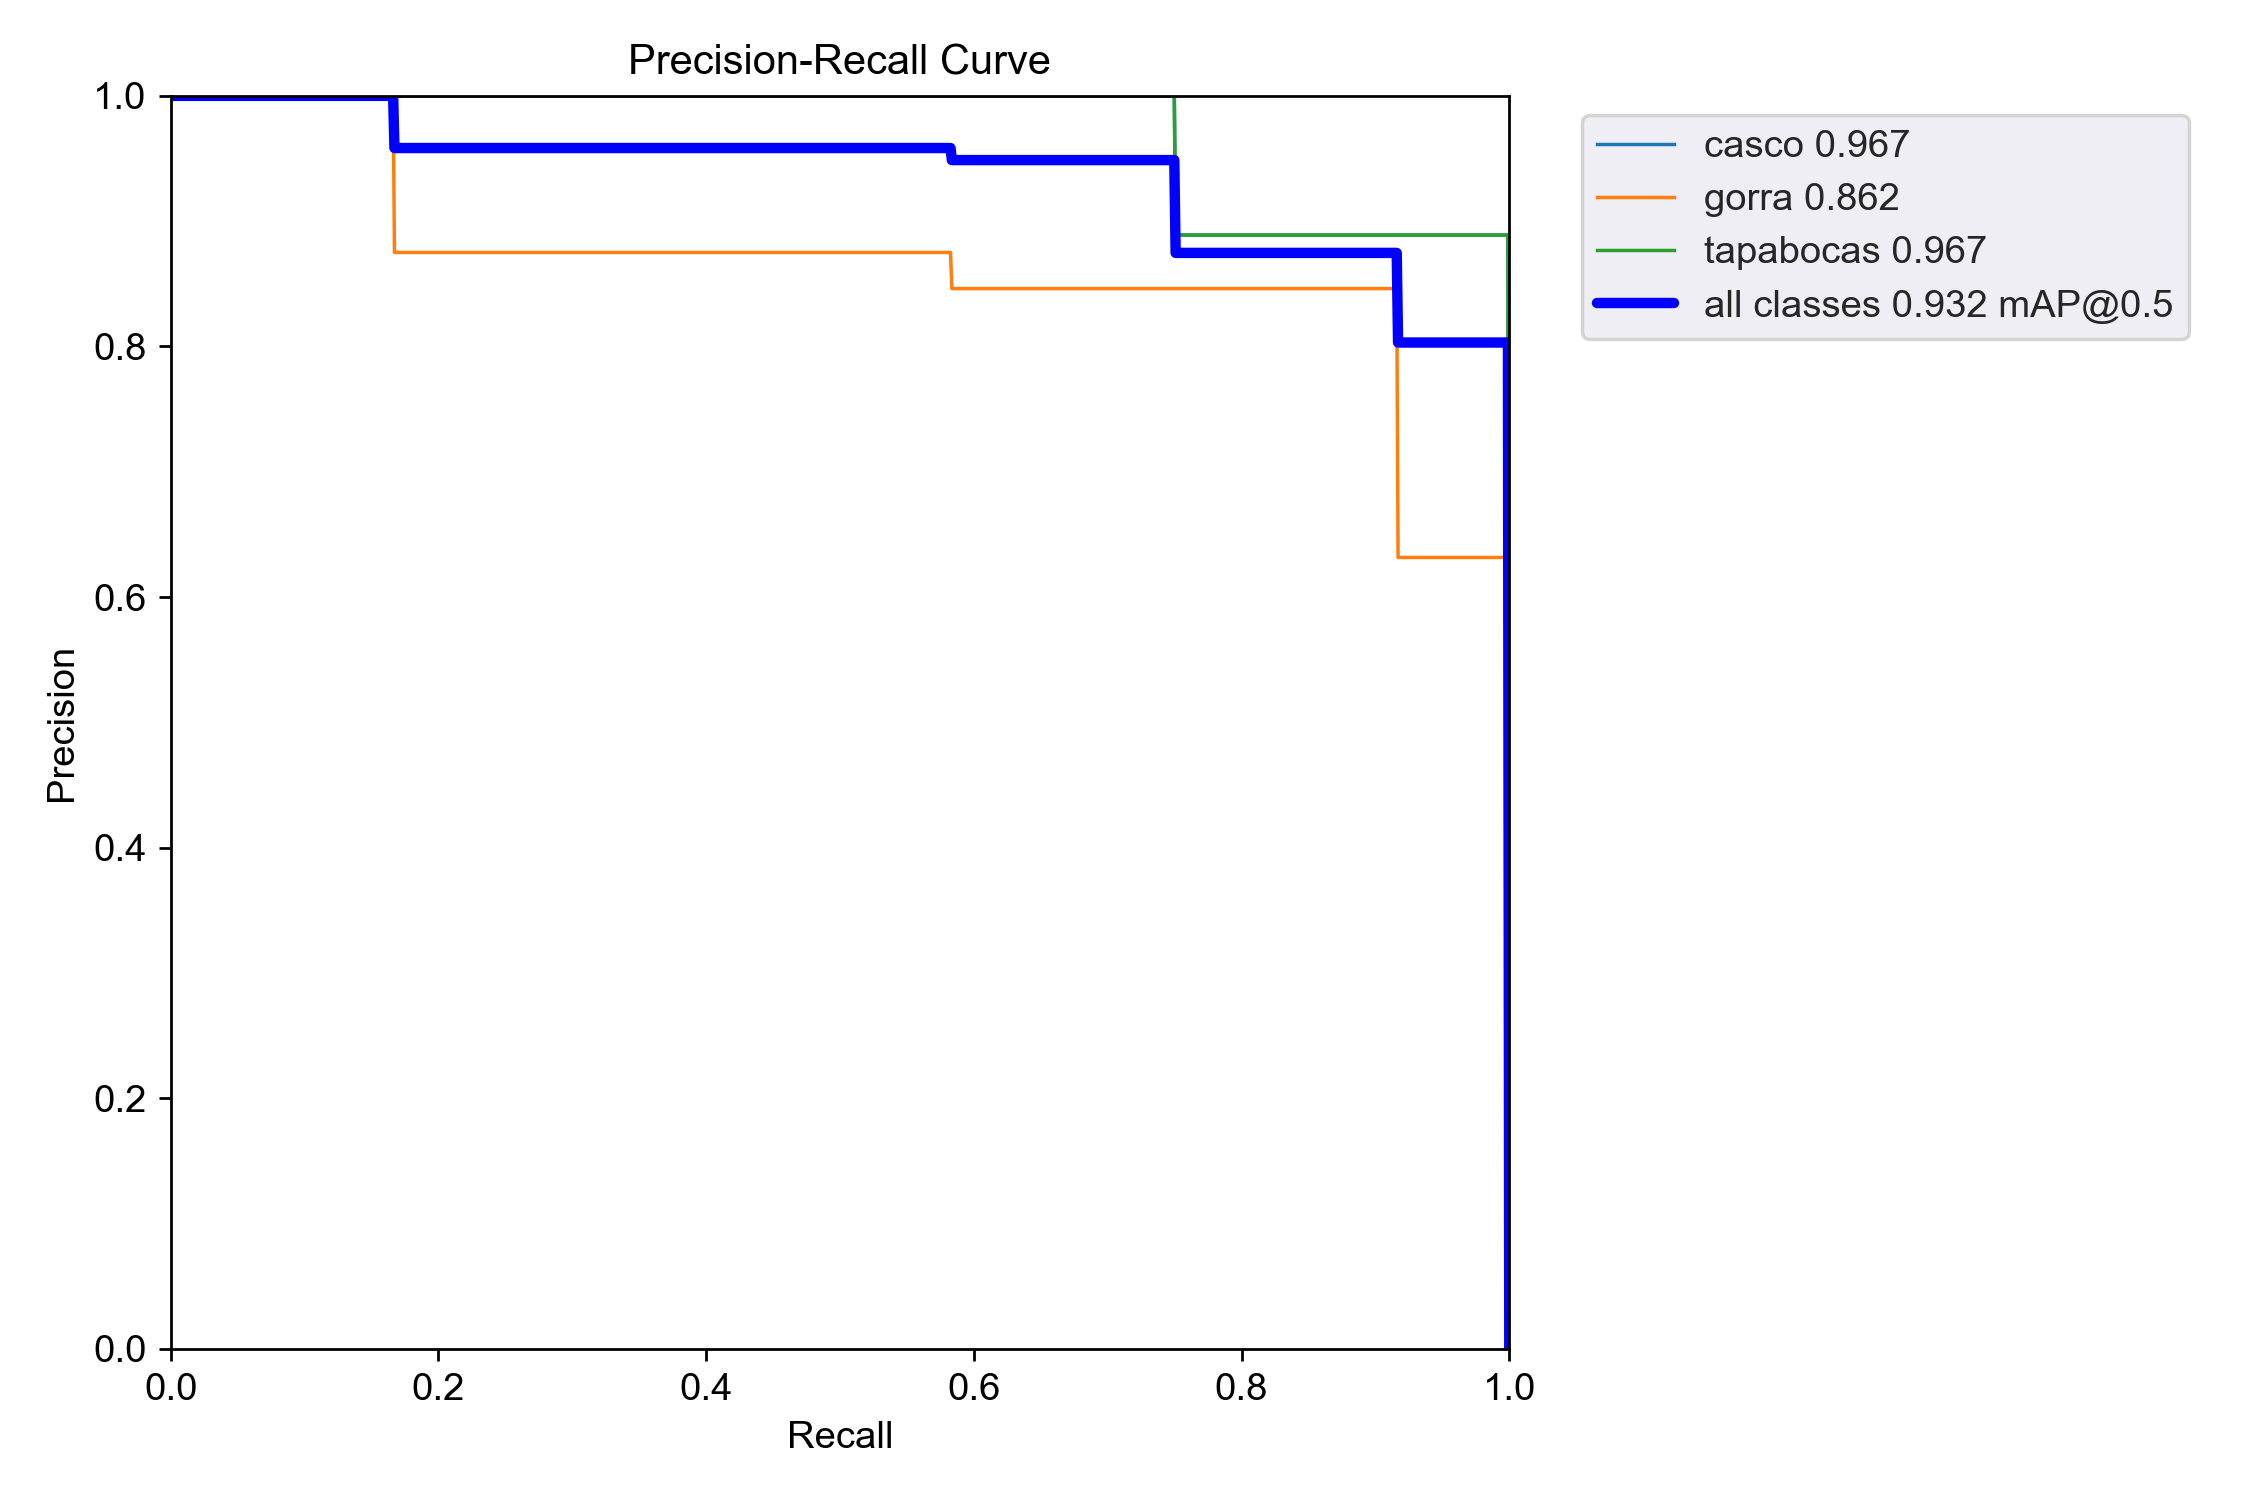 Precision-Recall Curve
1.0
0.8
0.6
0.4
0.2
0.0
Precision
0.0 0.2 0.4 0.6 0.8 1.0
Recall
casco 0.967
gorra 0.862
tapabocas 0.967
all classes 0.932 mAP@0.5